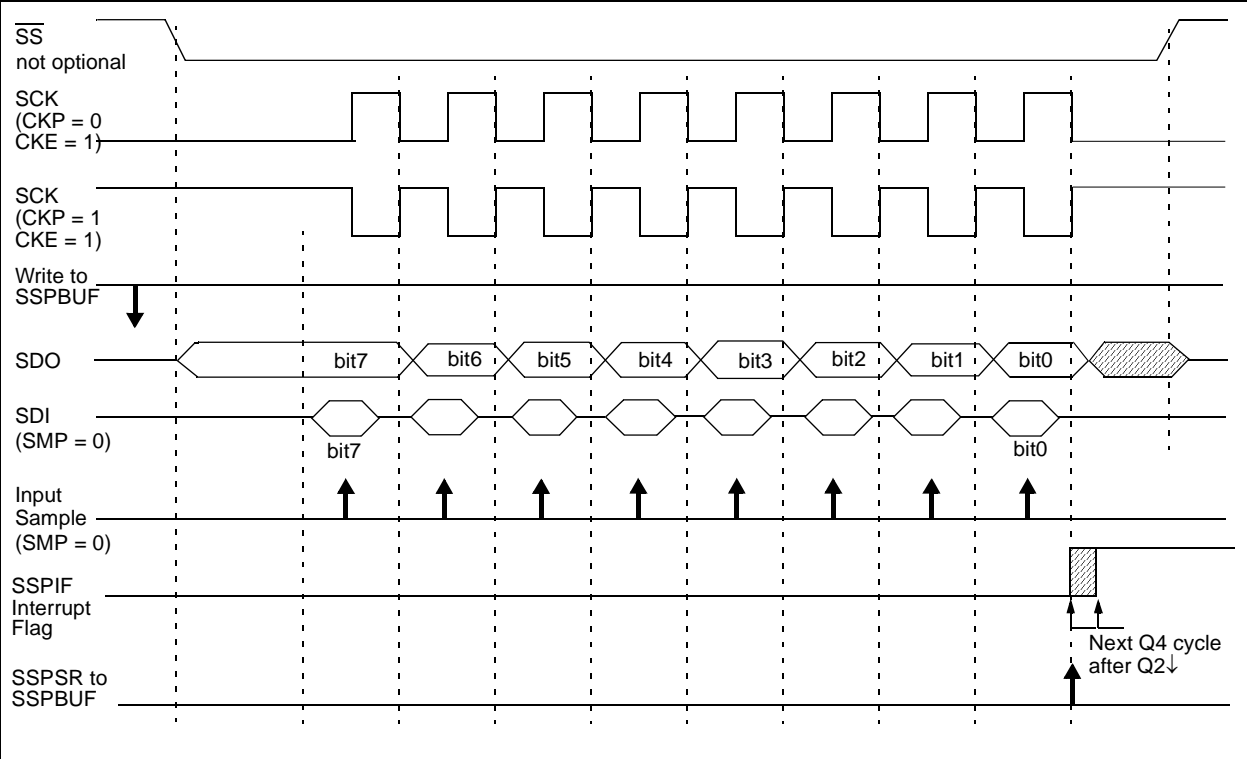 SS
not optional
SCK
(CKP = 0
CKE = 1)
SCK
(CKP = 1
CKE = 1)
Write to
SSPBUF
SDO
bit7 bit6 bit5 bit4 bit3 bit2 bit1 bit0
SDI
(SMP = 0)
bit7 bit0
Input
Sample
(SMP = 0)
SSPIF
Interrupt
Flag
Next Q4 cycle
after Q2↓
SSPSR to
SSPBUF